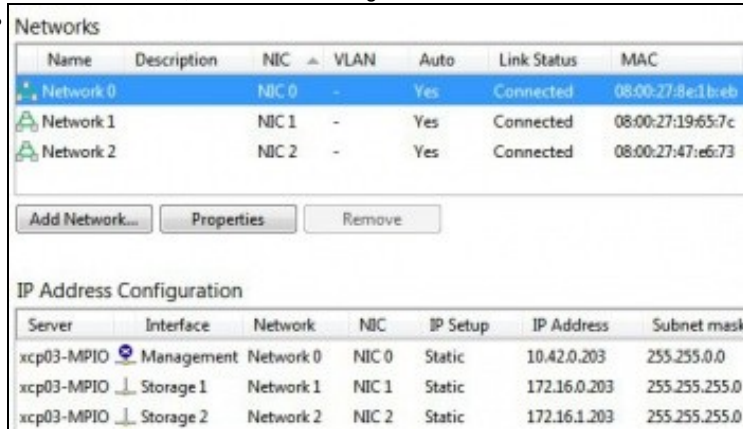 Networks
Name Description NIC VLAN Auto Link Status MAC
Network 0 NIC 0 - Yes Connected 08:00:27:8e:1b:eb
Network 1 NIC 1 - Yes Connected 08:00:27:19:65:7c
Network 2 NIC 2 - Yes Connected 08:00:27:47:e6:73
Add Network... Properties Remove
IP Address Configuration
Server Interface Network NIC IP Setup IP Address Subnet mask
xcp03-MPIO Management Network 0 NIC 0 Static 10.42.0.203 255.255.0.0
xcp03-MPIO Storage 1 Network 1 NIC 1 Static 172.16.0.203 255.255.255.0
xcp03-MPIO Storage 2 Network 2 NIC 2 Static 172.16.1.203 255.255.255.0